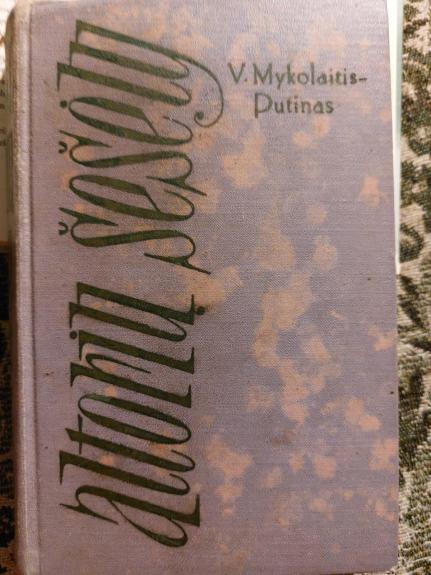 V. Mykolaitis-
Putinas
altorių šešėly